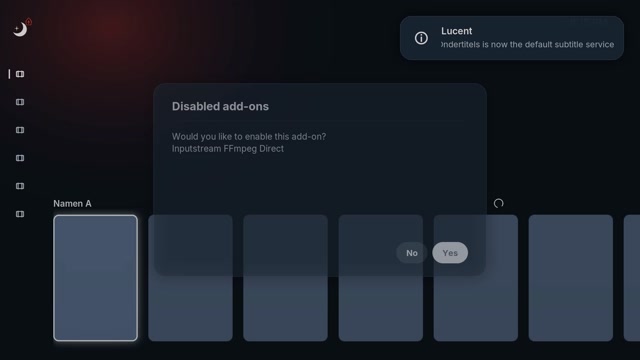 Lucent
Ondertitels is now the default subtitle service
Disabled add-ons
Would you like to enable this add-on?
Inputstream FFmpeg Direct
Namen A
No
Yes